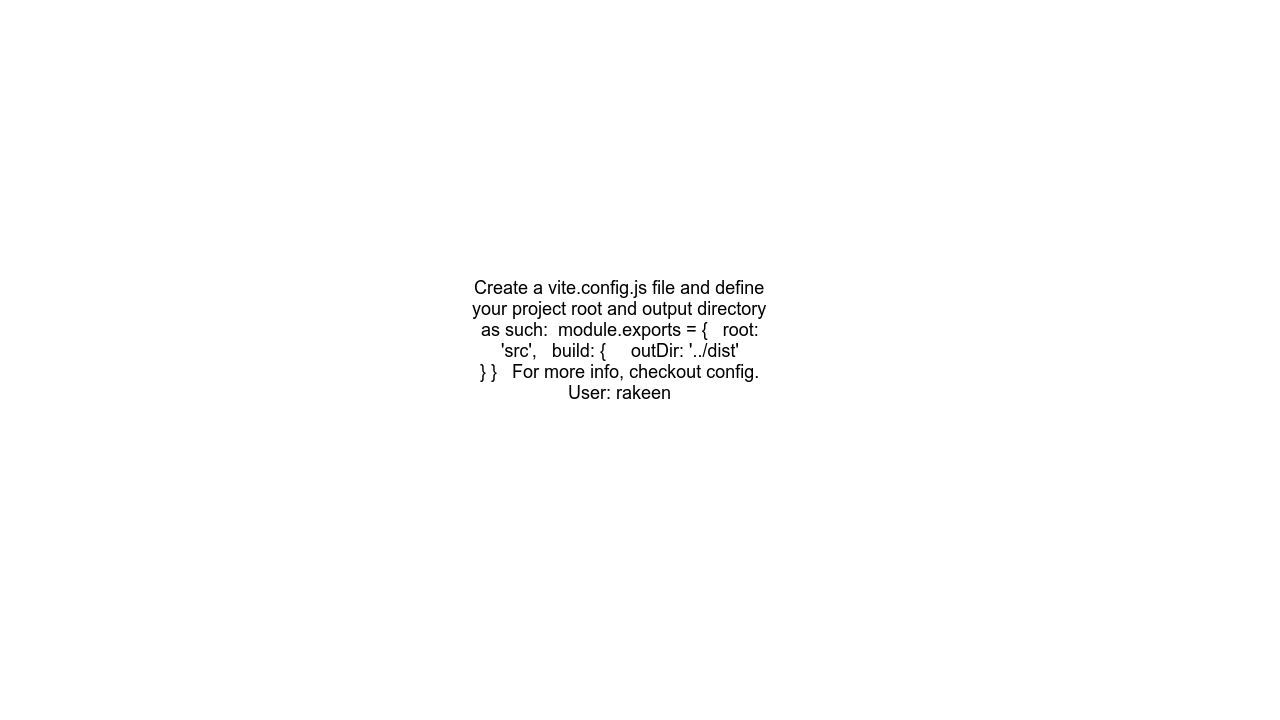 Create a vite.config.js file and define
your project root and output directory
as such:  module.exports = {   root:
'src',   build: {     outDir: '../dist'
} }   For more info, checkout config.
User: rakeen